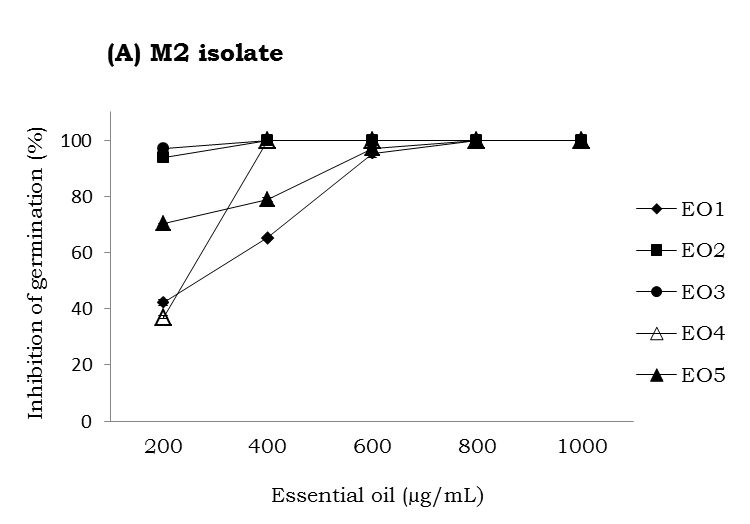 (A) M2 isolate
Inhibition of germination (%)
100
80
60
40
20
0
200 400 600 800 1000
Essential oil (µg/mL)
EO1
EO2
EO3
EO4
EO5